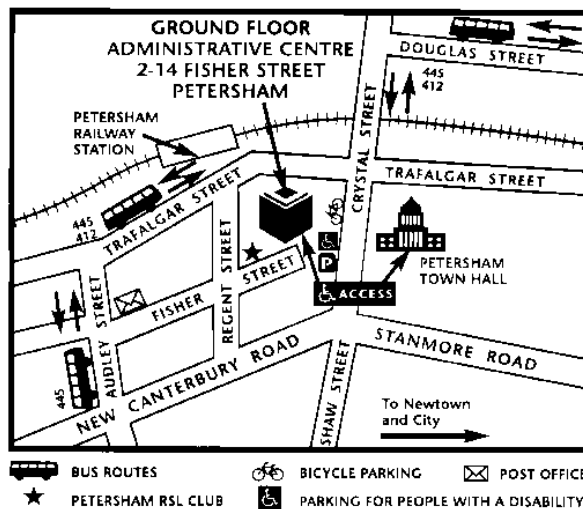 GROUND FLOOR
ADMINISTRATIVE CENTRE
2-14 FISHER STREET
PETERSHAM
DOUGLAS STREET
445
412
PETERSHAM
RAILWAY
STATION
CRYSTAL STREET
TRAFALGAR STREET
TRAFALGAR STREET
445
412
REGENT STREET
P
ACCESS
PETERSHAM
TOWN HALL
FISHER STREET
AUDLEY STREET
445
NEW CANTERBURY ROAD
STANMORE ROAD
SHAW STREET
To Newtown
and City
BUS ROUTES
BICYCLE PARKING
POST OFFICE
PETERSHAM RSL CLUB
PARKING FOR PEOPLE WITH A DISABILITY